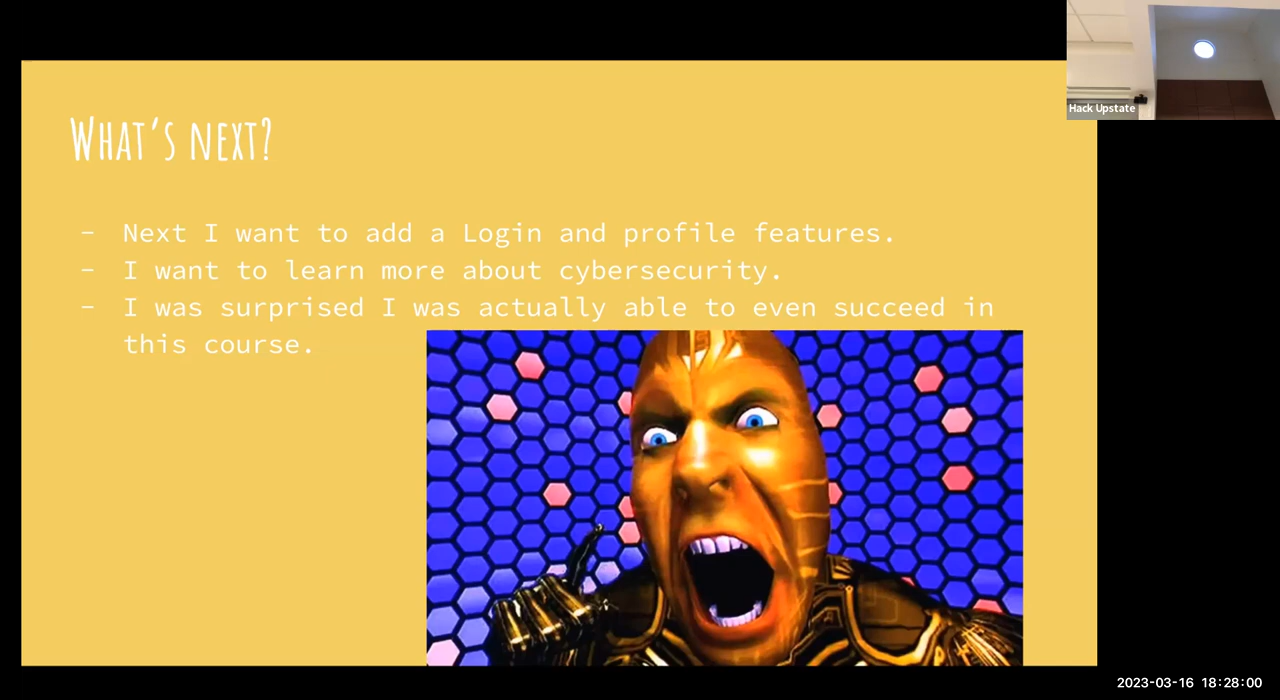 Hack Upstate
What's next?
- Next I want to add a Login and profile features.
- I want to learn more about cybersecurity.
- I was surprised I was actually able to even succeed in
this course.
2023-03-16 18:28:00